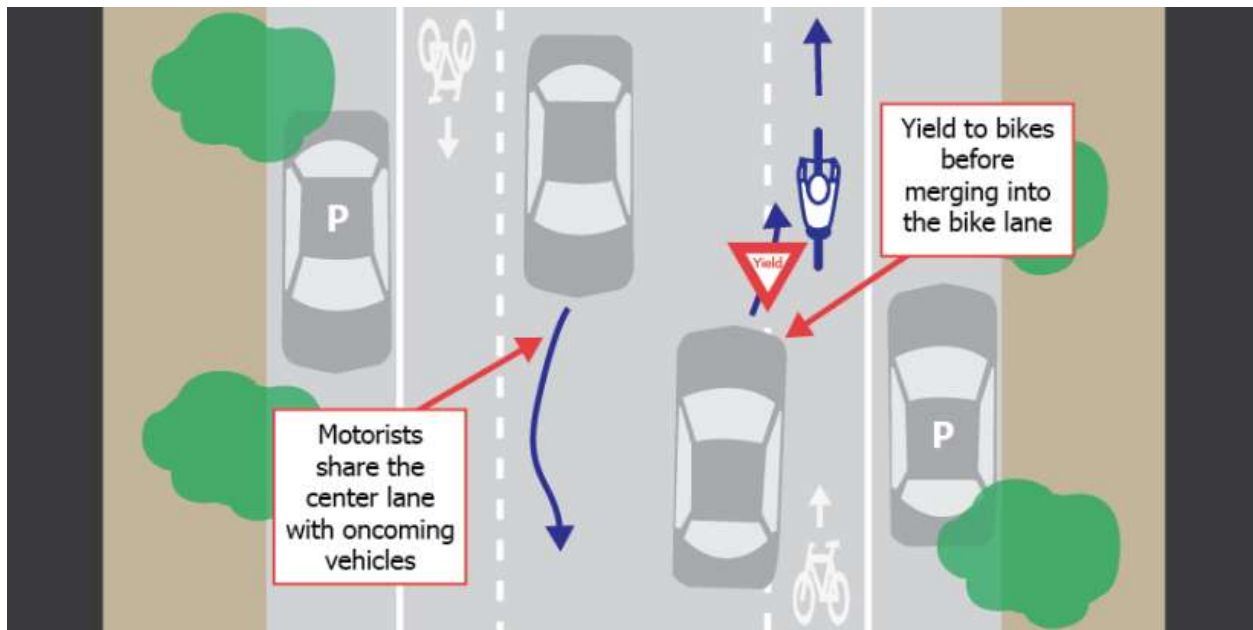 Yield to bikes
before
merging into
the bike lane
P
Yield
Motorists
share the
center lane
with oncoming
vehicles
P